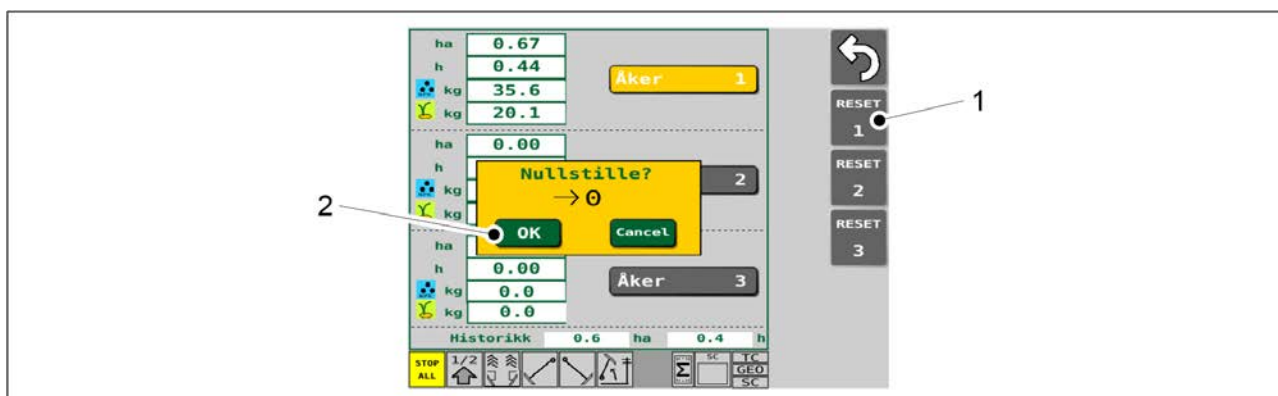 ha 0.67
h 0.44
Åker 1
kg 35.6
kg 20.1
RESET
1
1
ha 0.00
h
Nullstille?
2
→0
kg
RESET
2
kg
2
OK
Cancel
RESET
3
ha
h 0.00
Åker 3
kg 0.0
kg 0.0
Historikk 0.6 ha 0.4 h
STOP
ALL
1/2
Σ
SC
TC
GEO
SC